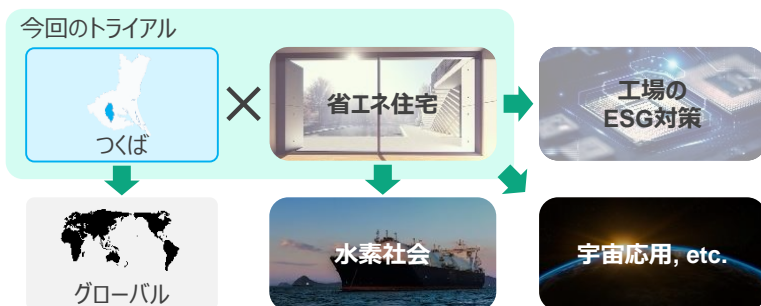 今回のトライアル
つくば
×
省エネ住宅
工場の
ESG対策
グローバル
水素社会
宇宙応用, etc.